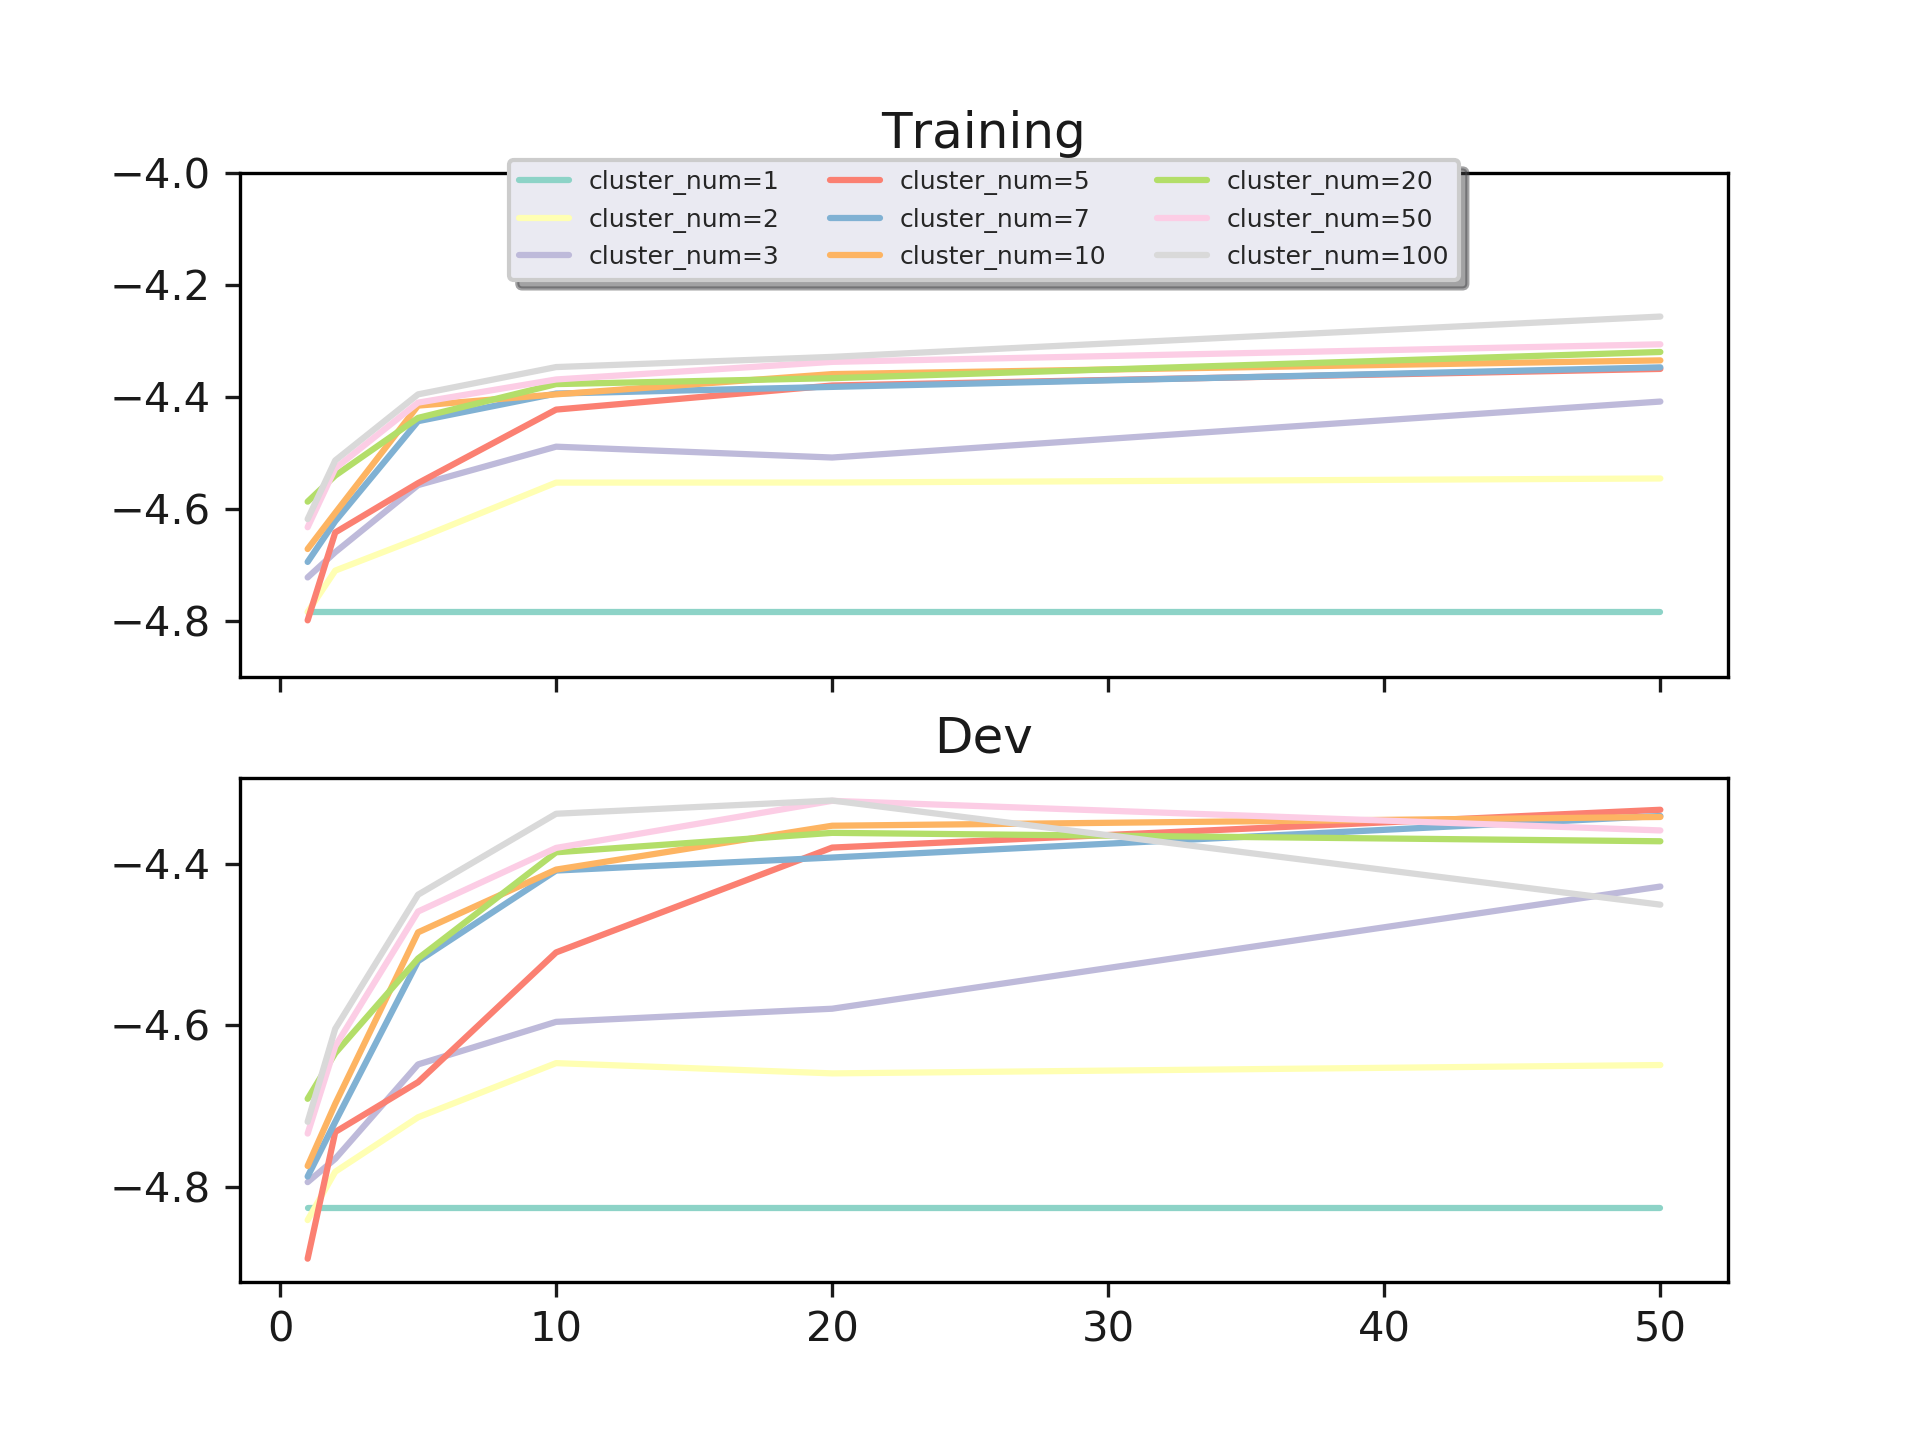 Training
−4.0
cluster_num=1 cluster_num=5 cluster_num=20
cluster_num=2 cluster_num=7 cluster_num=50
cluster_num=3 cluster_num=10 cluster_num=100
−4.2
−4.4
−4.6
−4.8
Dev
−4.4
−4.6
−4.8
0 10 20 30 40 50